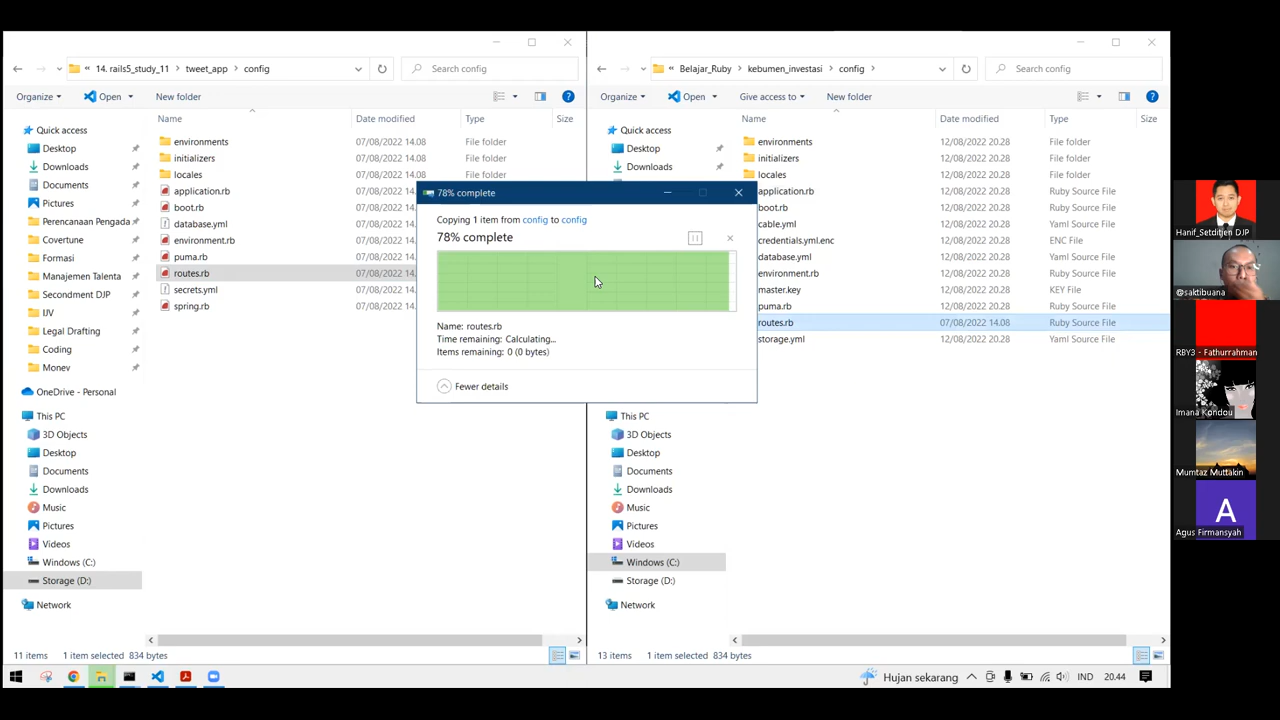 14. rails5_study_11 tweet_app config
Search config
Organize Open New folder
Name Date modified Type Size
Quick access
Desktop
Downloads
Documents
Pictures
Perencanaan Pengada
Covertune
Formasi
Manajemen Talenta
Secondment DJP
IJV
Legal Drafting
Coding
Monev
OneDrive - Personal
This PC
3D Objects
Desktop
Documents
Downloads
Music
Pictures
Videos
Windows (C:)
Storage (D:)
Network
environments 07/08/2022 14.08 File folder
initializers 07/08/2022 14.08 File folder
locales 07/08/2022 14.08 File folder
application.rb
boot.rb
database.yml
environment.rb
puma.rb
routes.rb
secrets.yml
spring.rb
11 items 1 item selected 834 bytes
78% complete
Copying 1 item from config to config
78% complete
Name: routes.rb
Time remaining: Calculating...
Items remaining: 0 (0 bytes)
Fewer details
Belajar_Ruby kebumen_investasi config
Search config
Organize Open Give access to New folder
Name Date modified Type Size
Quick access
Desktop
Downloads
This PC
3D Objects
Desktop
Documents
Downloads
Music
Pictures
Videos
Windows (C:)
Storage (D:)
Network
environments 12/08/2022 20.28 File folder
initializers 12/08/2022 20.28 File folder
locales 12/08/2022 20.28 File folder
application.rb 12/08/2022 20.28 Ruby Source File
boot.rb 12/08/2022 20.28 Ruby Source File
cable.yml 12/08/2022 20.28 Yaml Source File
credentials.yml.enc 12/08/2022 20.28 ENC File
database.yml 12/08/2022 20.28 Yaml Source File
environment.rb 12/08/2022 20.28 Ruby Source File
master.key 12/08/2022 20.28 KEY File
puma.rb 12/08/2022 20.28 Ruby Source File
routes.rb 07/08/2022 14.08 Ruby Source File
storage.yml 12/08/2022 20.28 Yaml Source File
13 items 1 item selected 834 bytes
Hanif_Setditjen DJP
@saktibuana
RBY3 - Fathurrahman
Imana Kondou
Mumtaz Muttakin
A
Agus Firmansyah
Hujan sekarang IND 20.44